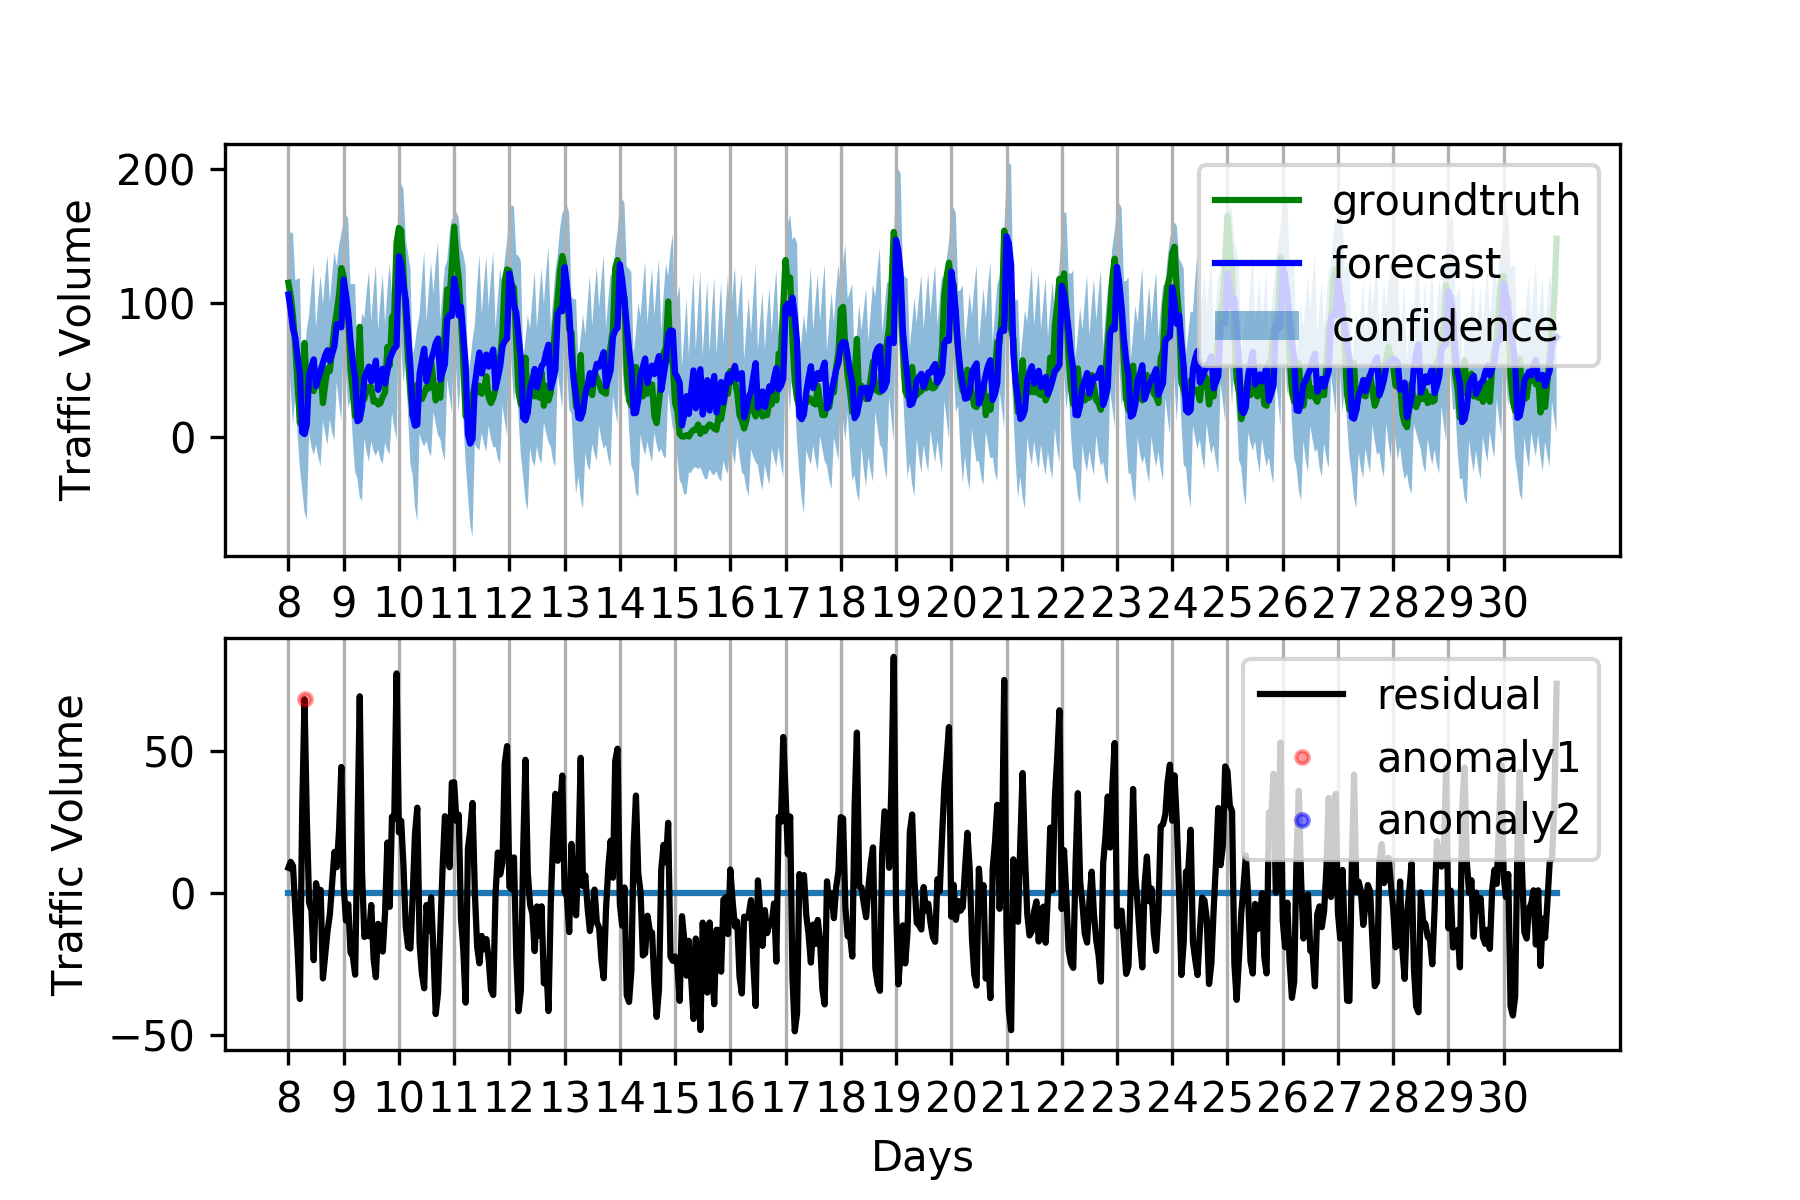 Traffic Volume
200
100
0
groundtruth
forecast
confidence
8 9 10 11 12 13 14 15 16 17 18 19 20 21 22 23 24 25 26 27 28 29 30
Traffic Volume
50
0
−50
residual
anomaly1
anomaly2
8 9 10 11 12 13 14 15 16 17 18 19 20 21 22 23 24 25 26 27 28 29 30
Days